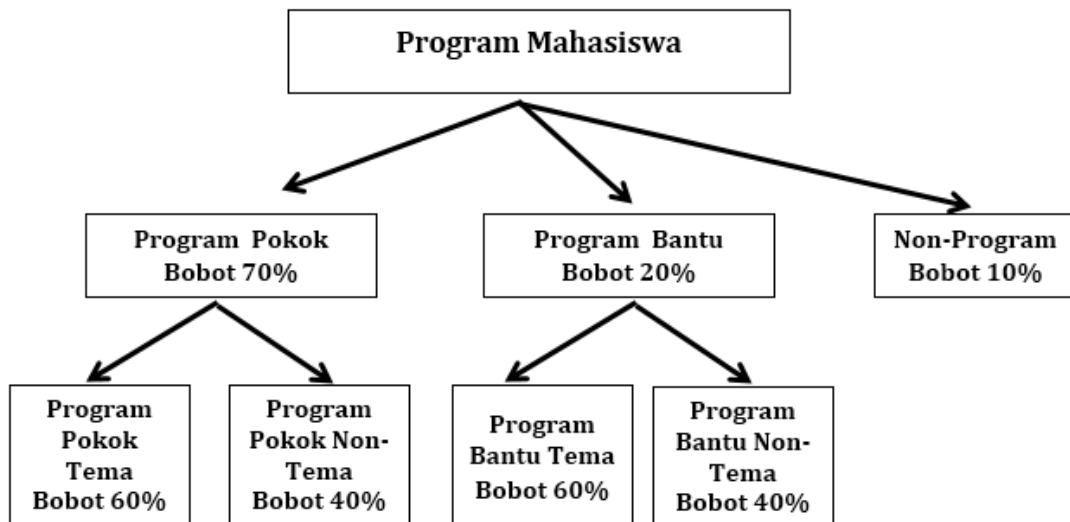 Program Mahasiswa
Program Pokok
Bobot 70%
Program Bantu
Bobot 20%
Non-Program
Bobot 10%
Program
Pokok
Tema
Bobot 60%
Program
Pokok Non-
Tema
Bobot 40%
Program
Bantu Tema
Bobot 60%
Program
Bantu Non-
Tema
Bobot 40%